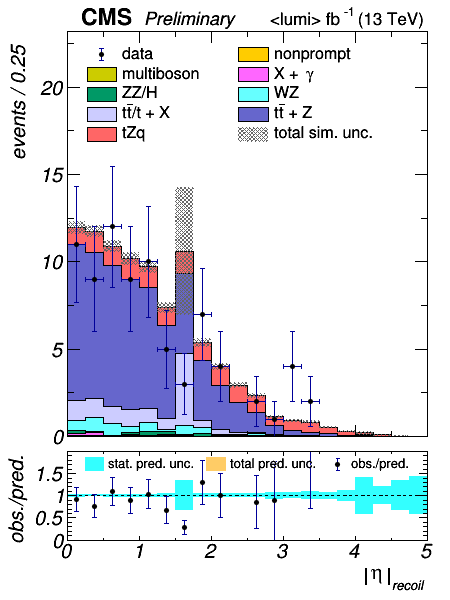 CMS Preliminary <lumi> fb⁻¹ (13 TeV)
events / 0.25
20
15
10
5
0
data
nonprompt
multiboson
X + γ
ZZ/H
WZ
tt̄/t + X
tt̄ + Z
tZq
total sim. unc.
obs./pred.
1.5
1
0.5
0
stat. pred. unc.
total pred. unc.
obs./pred.
0 1 2 3 4 5
|η|recoil